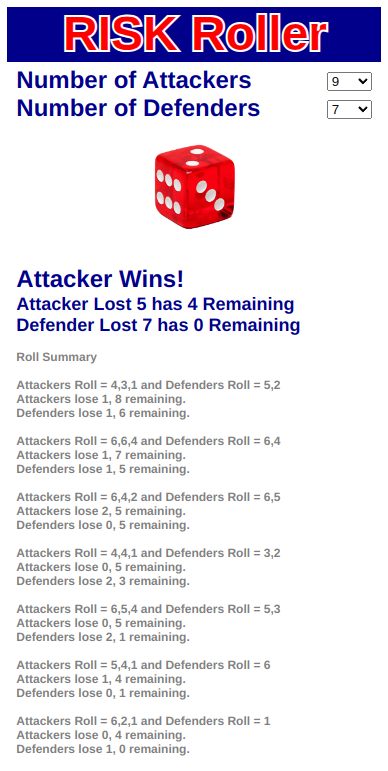 RISK Roller
Number of Attackers 9
Number of Defenders 7
Attacker Wins!
Attacker Lost 5 has 4 Remaining
Defender Lost 7 has 0 Remaining
Roll Summary
Attackers Roll = 4,3,1 and Defenders Roll = 5,2
Attackers lose 1, 8 remaining.
Defenders lose 1, 6 remaining.
Attackers Roll = 6,6,4 and Defenders Roll = 6,4
Attackers lose 1, 7 remaining.
Defenders lose 1, 5 remaining.
Attackers Roll = 6,4,2 and Defenders Roll = 6,5
Attackers lose 2, 5 remaining.
Defenders lose 0, 5 remaining.
Attackers Roll = 4,4,1 and Defenders Roll = 3,2
Attackers lose 0, 5 remaining.
Defenders lose 2, 3 remaining.
Attackers Roll = 6,5,4 and Defenders Roll = 5,3
Attackers lose 0, 5 remaining.
Defenders lose 2, 1 remaining.
Attackers Roll = 5,4,1 and Defenders Roll = 6
Attackers lose 1, 4 remaining.
Defenders lose 0, 1 remaining.
Attackers Roll = 6,2,1 and Defenders Roll = 1
Attackers lose 0, 4 remaining.
Defenders lose 1, 0 remaining.